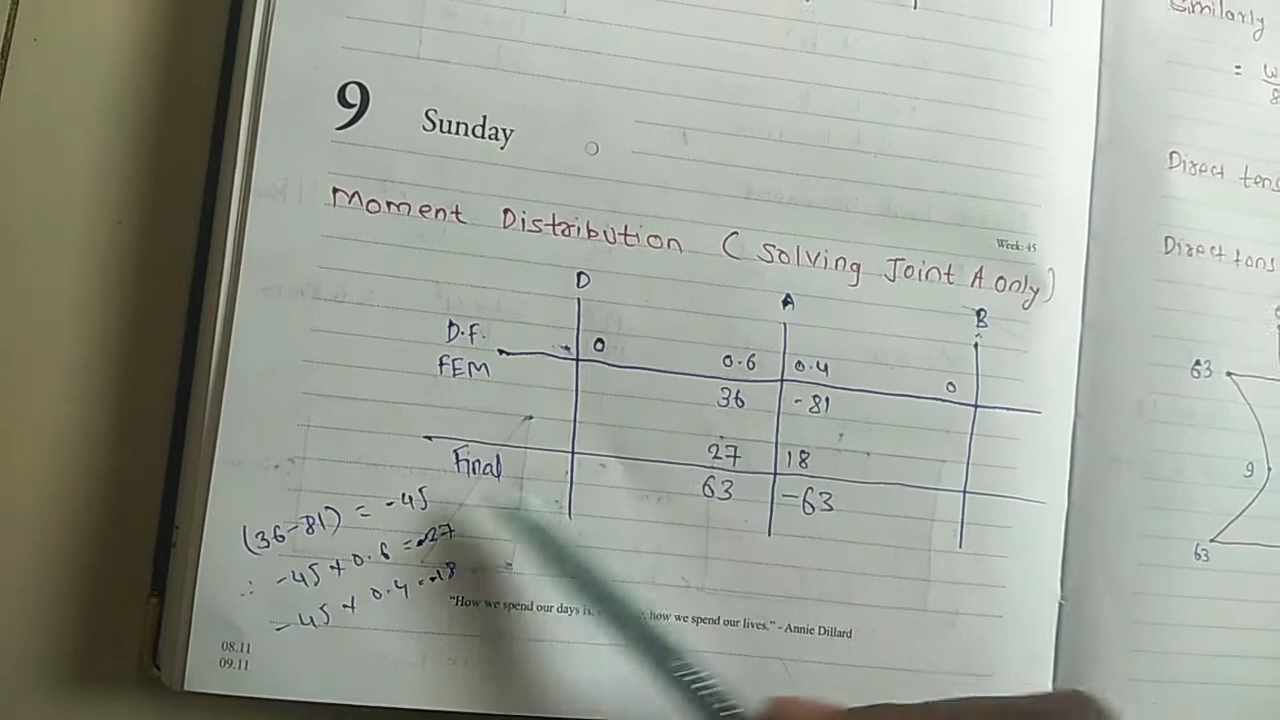 9 Sunday
Moment Distribution (Solving Joint A only)
Week 45
D A B
D.F. 0 0.6 0.4 0
FEM 36 -81
27 18
Final 63 -63
(36-81) = -45
∴ -45 × 0.6 = -27
-45 × 0.4 = -18
"How we spend our days is, how we spend our lives." - Annie Dillard
08.11
09.11
Similarly
=
Direct
Direct
63
9
63